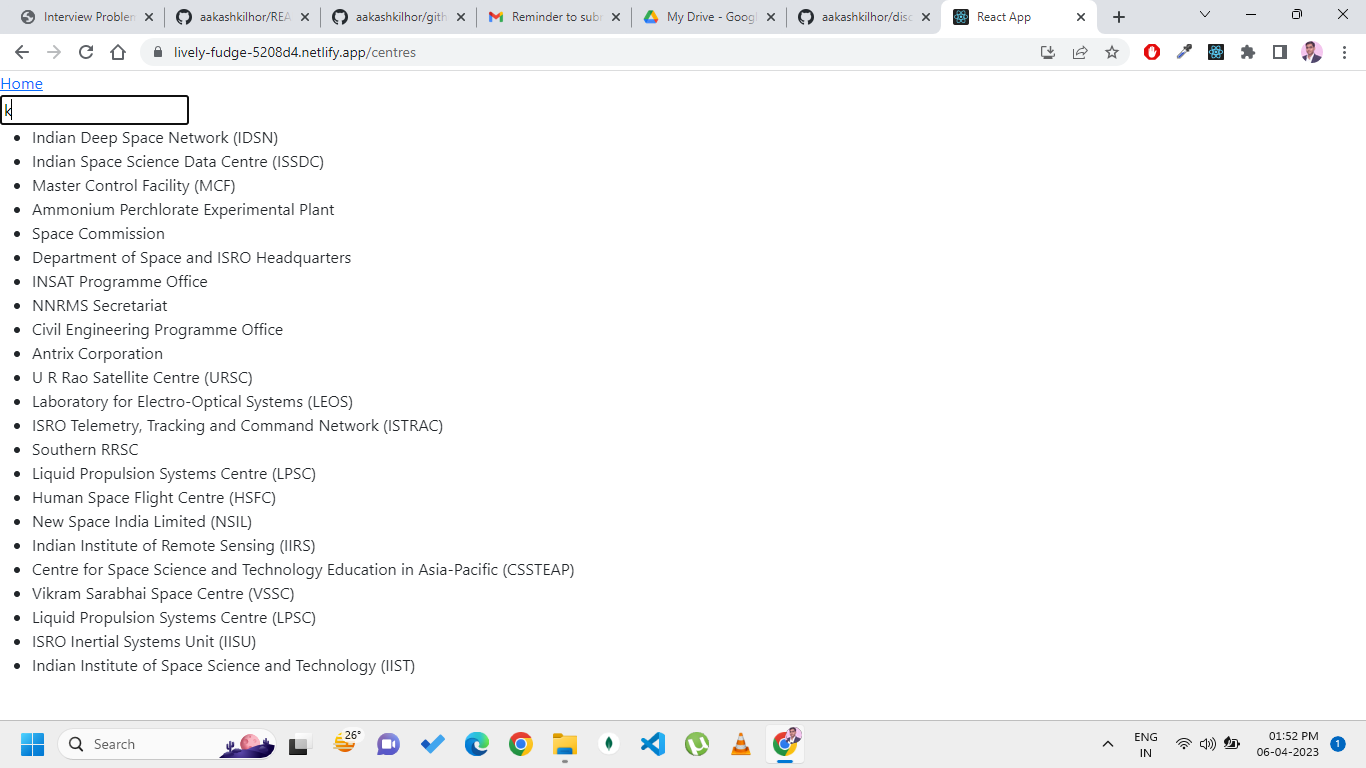 Interview Problem
aakashkilhor/REA
aakashkilhor/gith
Reminder to subm
My Drive - Googl
aakashkilhor/disc
React App
lively-fudge-5208d4.netlify.app/centres
Home
k
Indian Deep Space Network (IDSN)
Indian Space Science Data Centre (ISSDC)
Master Control Facility (MCF)
Ammonium Perchlorate Experimental Plant
Space Commission
Department of Space and ISRO Headquarters
INSAT Programme Office
NNRMS Secretariat
Civil Engineering Programme Office
Antrix Corporation
U R Rao Satellite Centre (URSC)
Laboratory for Electro-Optical Systems (LEOS)
ISRO Telemetry, Tracking and Command Network (ISTRAC)
Southern RRSC
Liquid Propulsion Systems Centre (LPSC)
Human Space Flight Centre (HSFC)
New Space India Limited (NSIL)
Indian Institute of Remote Sensing (IIRS)
Centre for Space Science and Technology Education in Asia-Pacific (CSSTEAP)
Vikram Sarabhai Space Centre (VSSC)
Liquid Propulsion Systems Centre (LPSC)
ISRO Inertial Systems Unit (IISU)
Indian Institute of Space Science and Technology (IIST)
Search
26°
ENG
IN
01:52 PM
06-04-2023
1